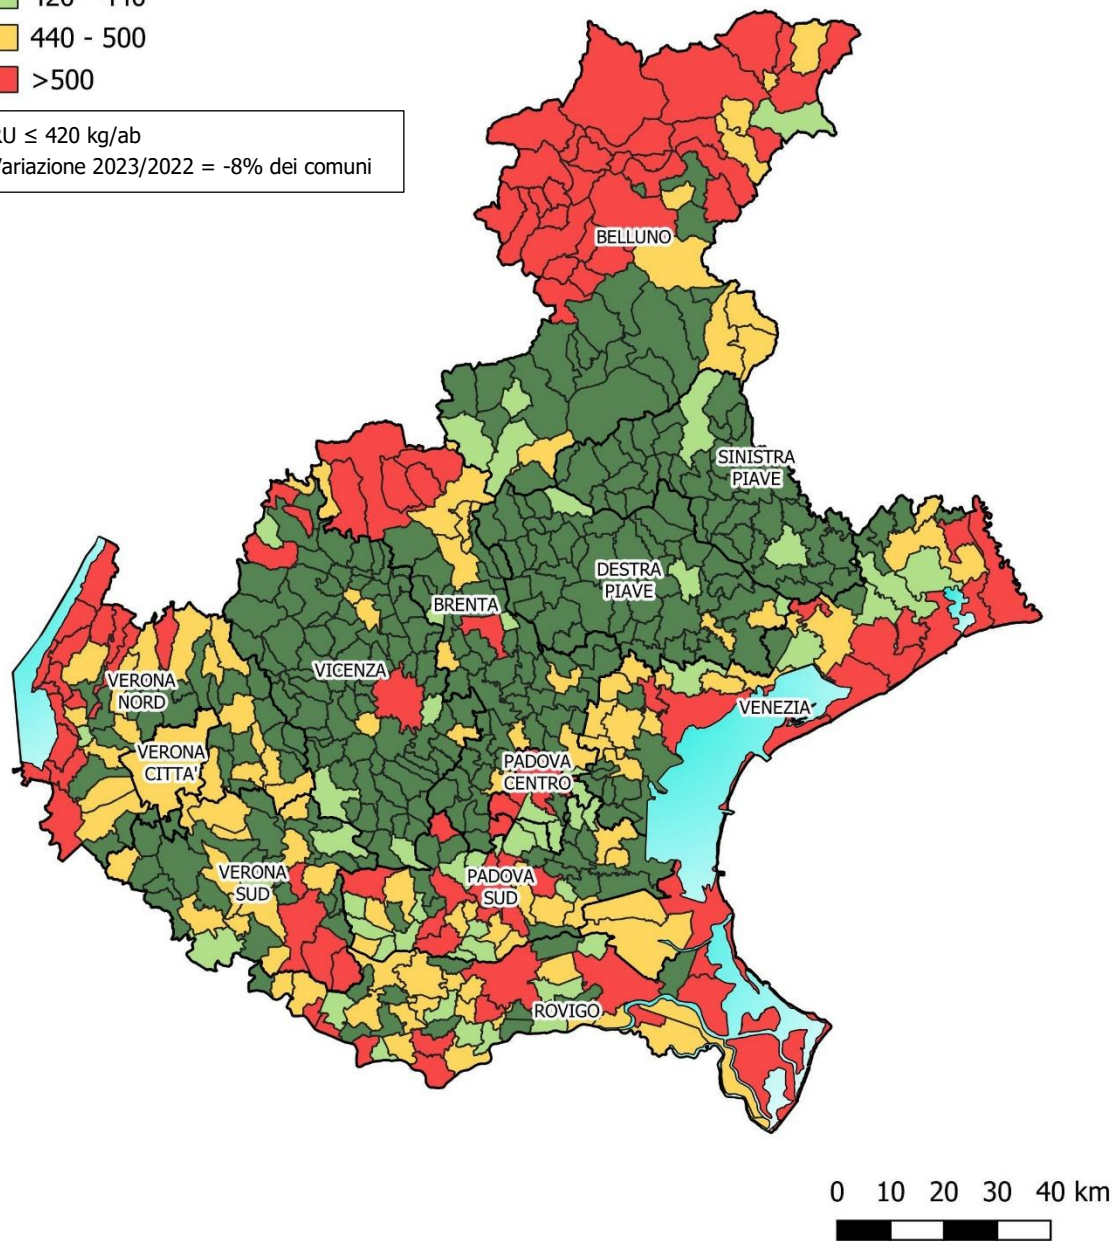 440 - 500
>500
RU ≤ 420 kg/ab
ariazione 2023/2022 = -8% dei comuni
BELLUNO
SINISTRA
PIAVE
DESTRA
PIAVE
BRENTA
VICENZA
VERONA
NORD
VENEZIA
VERONA
CITTA'
PADOVA
CENTRO
VERONA
SUD
PADOVA
SUD
ROVIGO
0 10 20 30 40 km